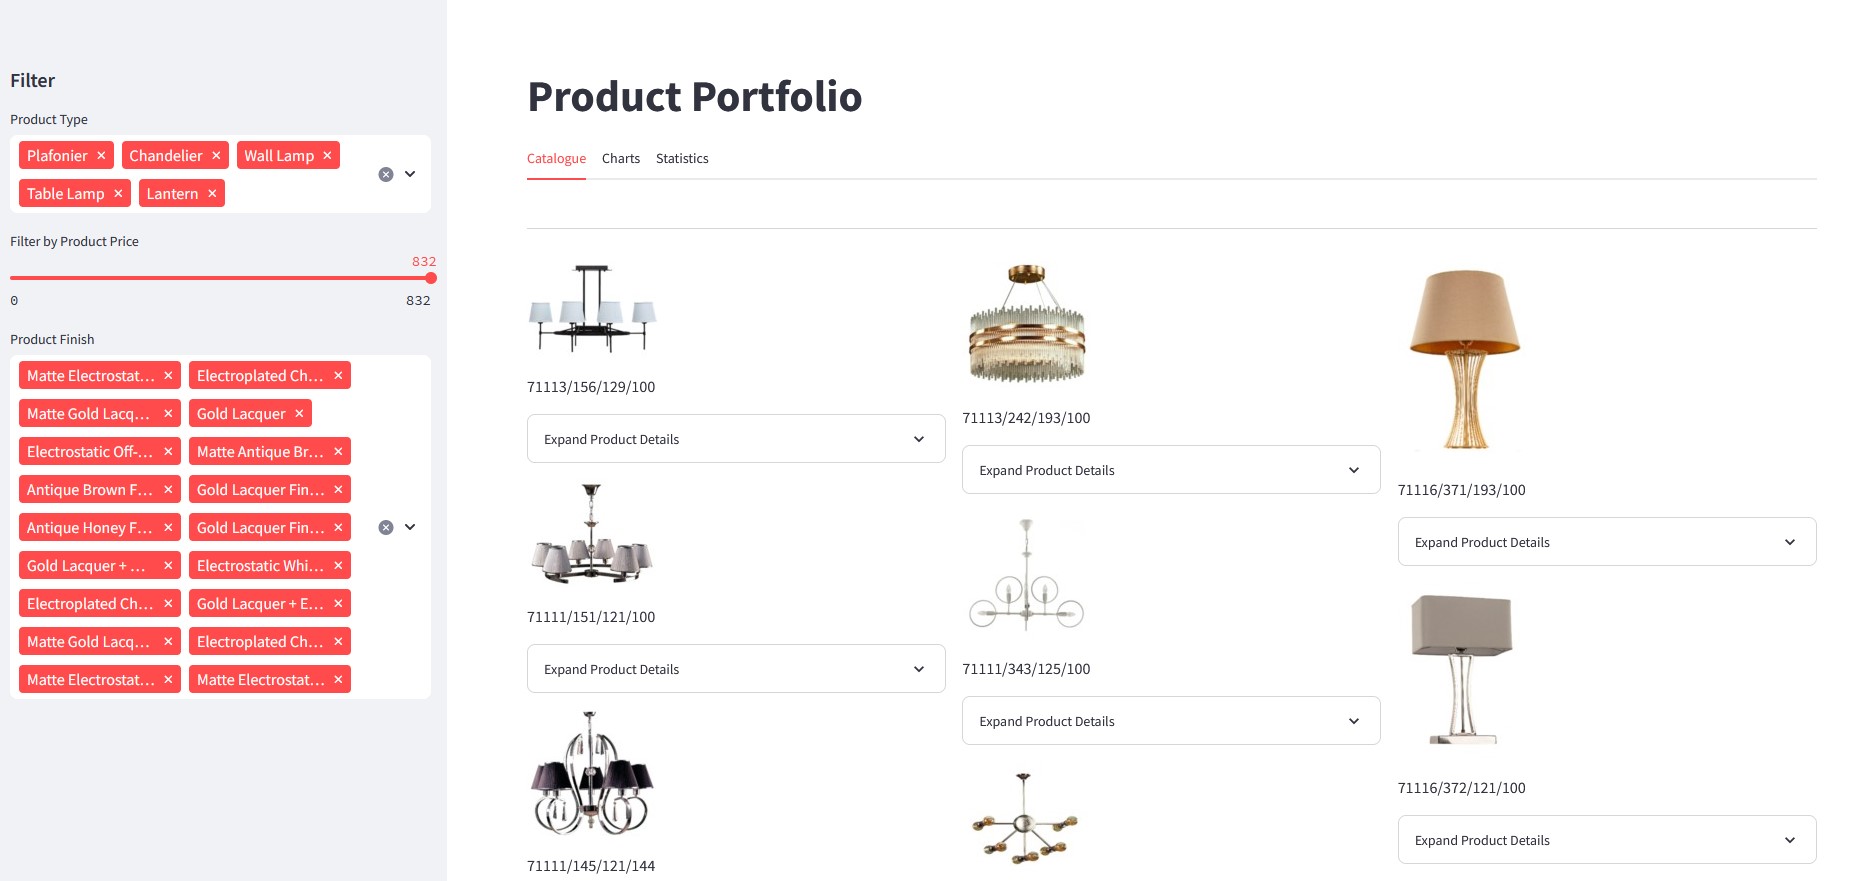 Filter
Product Type
Plafonier
Chandelier
Wall Lamp
Table Lamp
Lantern
Filter by Product Price
832
0
832
Product Finish
Matte Electrostat...
Electroplated Ch...
Matte Gold Lacq...
Gold Lacquer
Electrostatic Off-...
Matte Antique Br...
Antique Brown F...
Gold Lacquer Fin...
Antique Honey F...
Gold Lacquer Fin...
Gold Lacquer + ...
Electrostatic Whi...
Electroplated Ch...
Gold Lacquer + E...
Matte Gold Lacq...
Electroplated Ch...
Matte Electrostat...
Matte Electrostat...
Product Portfolio
Catalogue
Charts
Statistics
71113/156/129/100
Expand Product Details
71111/151/121/100
Expand Product Details
71111/145/121/144
71113/242/193/100
Expand Product Details
71111/343/125/100
Expand Product Details
71116/371/193/100
Expand Product Details
71116/372/121/100
Expand Product Details